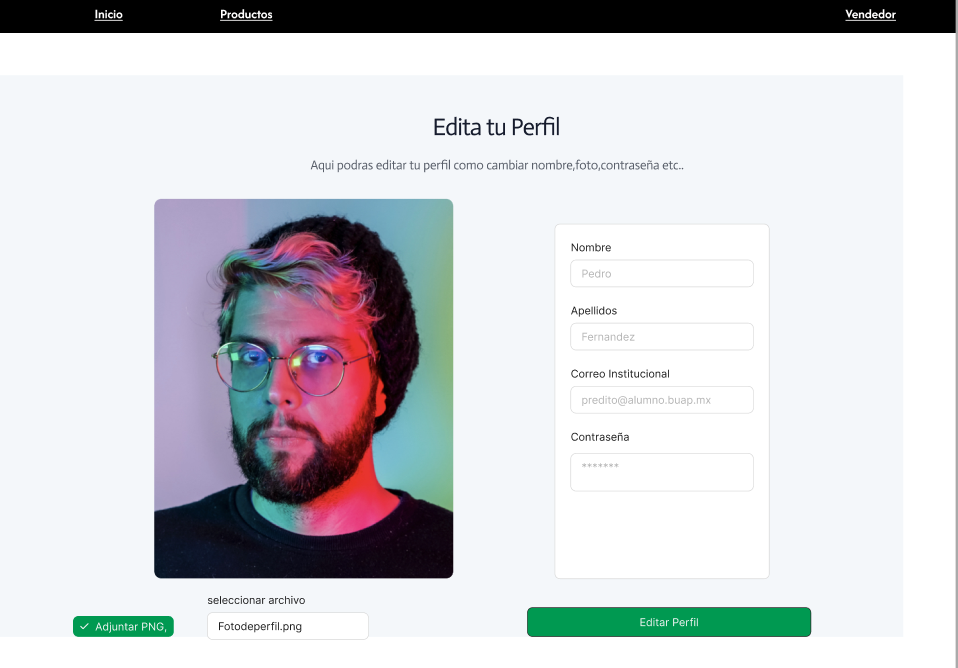 Inicio
Productos
Vendedor
Edita tu Perfil
Aqui podras editar tu perfil como cambiar nombre,foto,contraseña etc..
Nombre
Pedro
Apellidos
Fernandez
Correo Institucional
predito@alumno.buap.mx
Contraseña
*******
seleccionar archivo
Adjuntar PNG,
Fotodeperfil.png
Editar Perfil